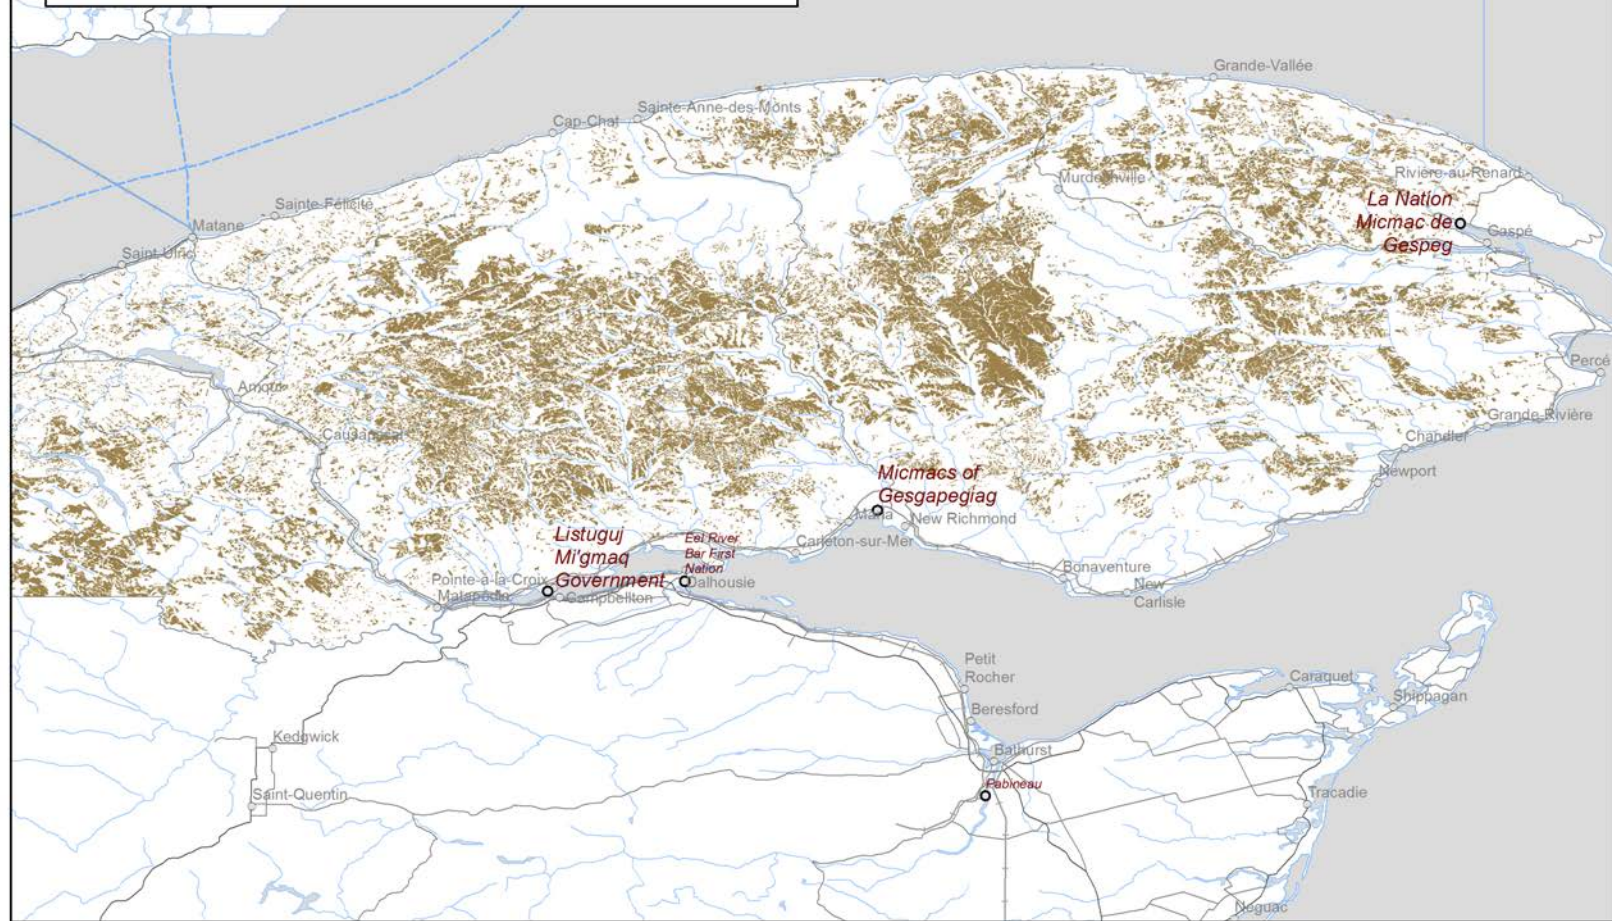 Grande-Vallée
Sainte-Anne-des-Monts
Cap-Chat
Murdochville
Rivière-au-Renard
La Nation
Micmac de
Gespeg
Gaspé
Sainte-Félicité
Matane
Saint-Ulric
Percé
Amqui
Grande-Rivière
Causapscal
Chandler
Newport
Micmacs of
Gesgapegiag
Maria
New Richmond
Listuguj
Mi'gmaq
Government
Eel River
Bar First
Nation
Carleton-sur-Mer
Bonaventure
Pointe-à-la-Croix
Dalhousie
New
Carlisle
Matapédia
Campbellton
Petit
Rocher
Caraquet
Shippagan
Beresford
Kedgwick
Bathurst
Pabineau
Saint-Quentin
Tracadie
Neguac